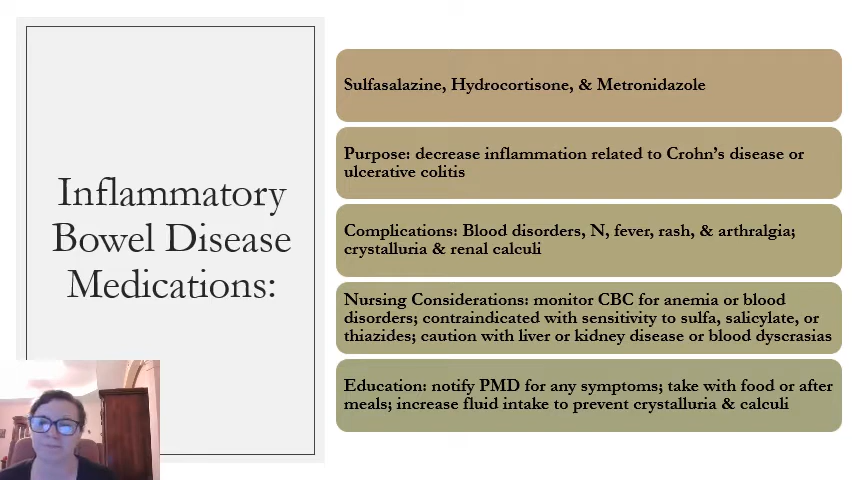 Inflammatory
Bowel Disease
Medications:
Sulfasalazine, Hydrocortisone, & Metronidazole
Purpose: decrease inflammation related to Crohn's disease or
ulcerative colitis
Complications: Blood disorders, N, fever, rash, & arthralgia;
crystalluria & renal calculi
Nursing Considerations: monitor CBC for anemia or blood
disorders; contraindicated with sensitivity to sulfa, salicylate, or
thiazides; caution with liver or kidney disease or blood dyscrasias
Education: notify PMD for any symptoms; take with food or after
meals; increase fluid intake to prevent crystalluria & calculi